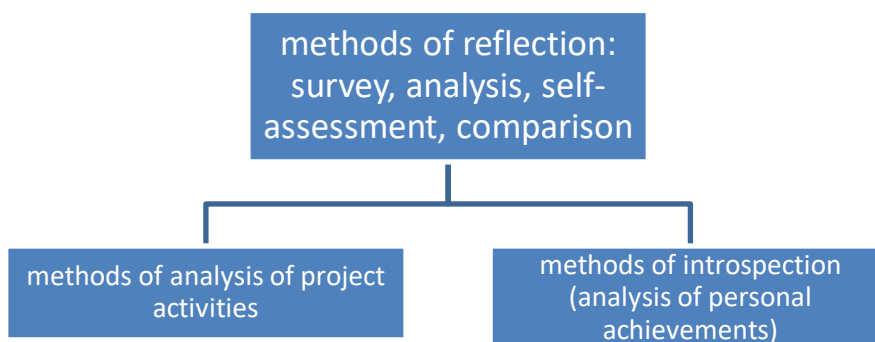 methods of reflection:
survey, analysis, self-
assessment, comparison
methods of analysis of project
activities
methods of introspection
(analysis of personal
achievements)